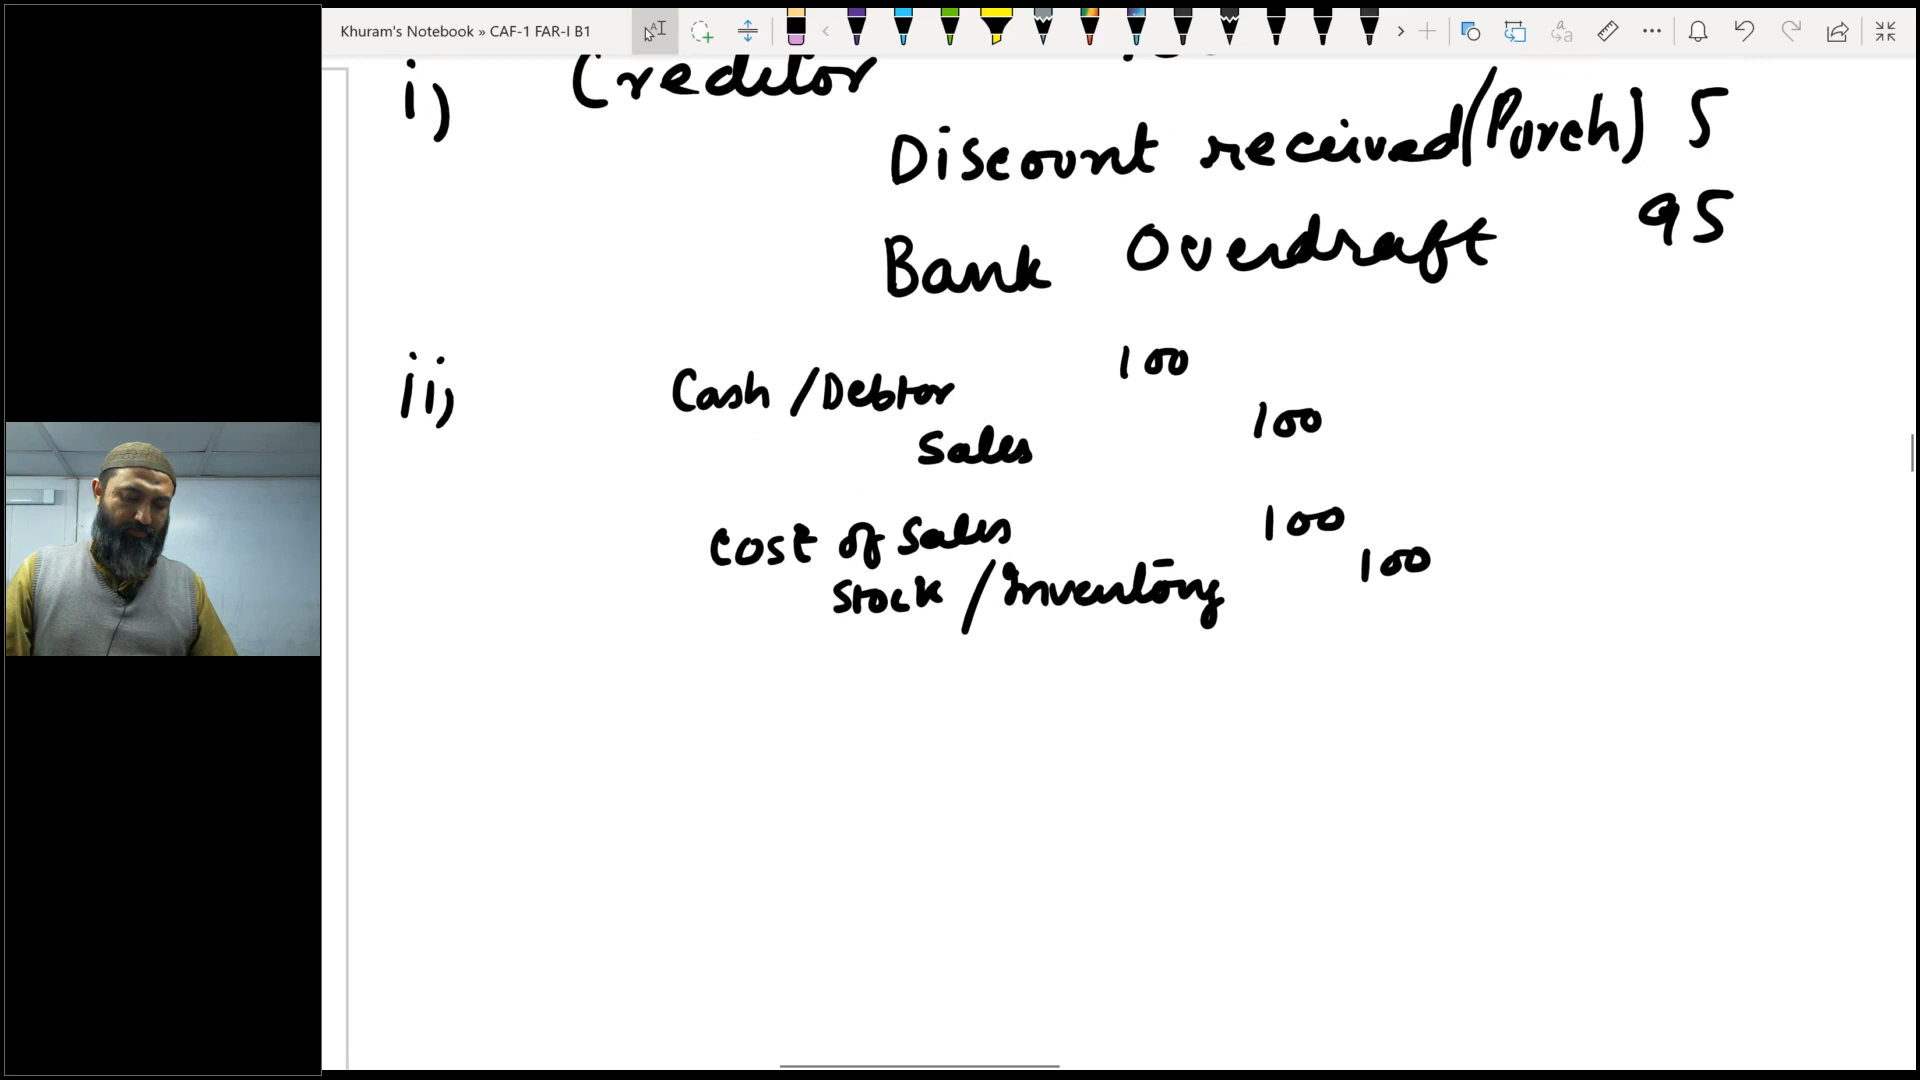 Khuram's Notebook » CAF-1 FAR-I B1
i) Creditor
Discount received/(Purch) 5
Bank Overdraft 95
ii) Cash/Debtor 100
Sales 100
Cost of Sales 100
Stock/Inventory 100